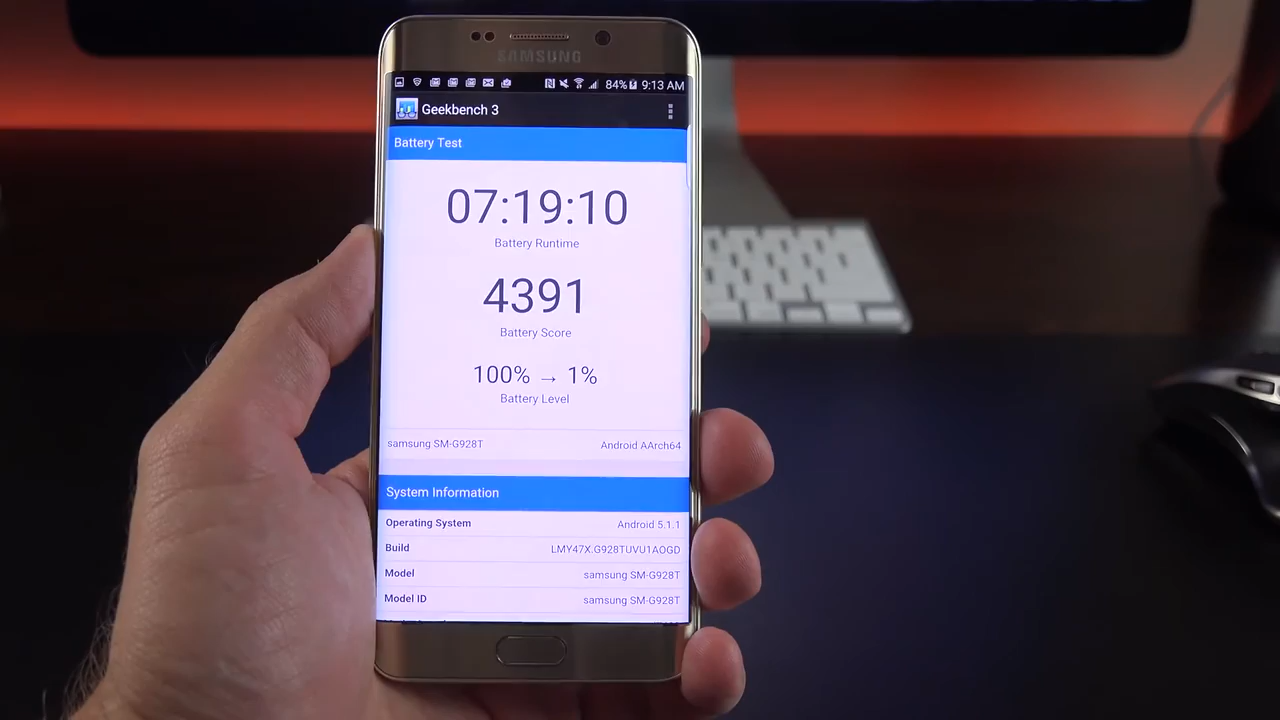 SAMSUNG
84% 9:13 AM
Geekbench 3
Battery Test
07:19:10
Battery Runtime
4391
Battery Score
100% → 1%
Battery Level
samsung SM-G928T Android AArch64
System Information
Operating System Android 5.1.1
Build LMY47X.G928TUVU1AOGD
Model samsung SM-G928T
Model ID samsung SM-G928T